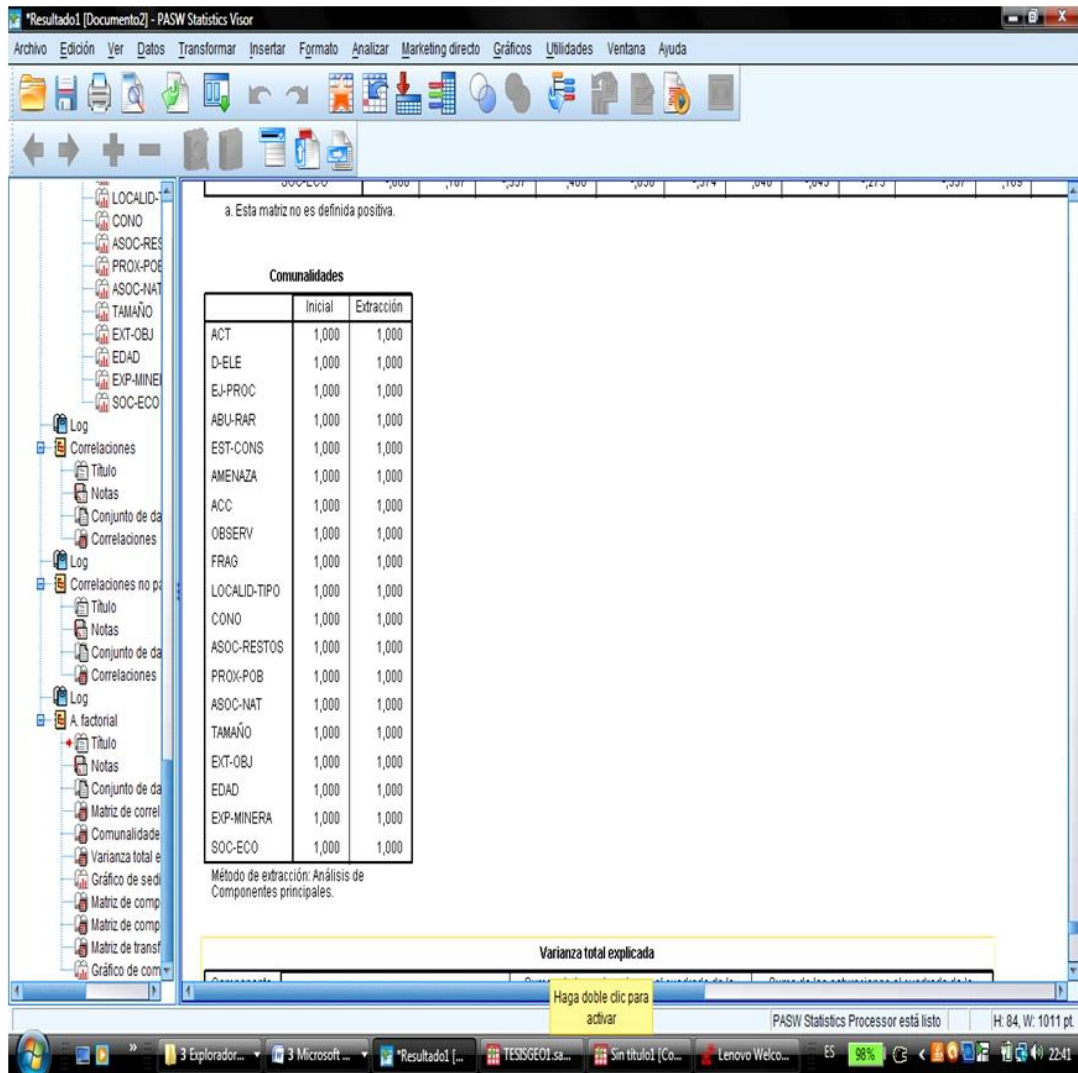 *Resultado1 [Documento2] - PASW Statistics Visor
Archivo Edición Ver Datos Transformar Insertar Formato Analizar Marketing directo Gráficos Utilidades Ventana Ayuda
LOCALID-T
CONO
ASOC-RES
PROX-POB
ASOC-NAT
TAMAÑO
EXT-OBJ
EDAD
EXP-MINE
SOC-ECO
Log
Correlaciones
Título
Notas
Conjunto de da
Correlaciones
Log
Correlaciones no pa
Título
Notas
Conjunto de da
Correlaciones
Log
A. factorial
Título
Notas
Conjunto de da
Matriz de correl
Comunalidade
Varianza total e
Gráfico de sedi
Matriz de comp
Matriz de comp
Matriz de transf
Gráfico de com
SOC-ECO
a. Esta matriz no es definida positiva.
Comunalidades
Inicial Extracción
ACT 1,000 1,000
D-ELE 1,000 1,000
EJ-PROC 1,000 1,000
ABU-RAR 1,000 1,000
EST-CONS 1,000 1,000
AMENAZA 1,000 1,000
ACC 1,000 1,000
OBSERV 1,000 1,000
FRAG 1,000 1,000
LOCALID-TIPO 1,000 1,000
CONO 1,000 1,000
ASOC-RESTOS 1,000 1,000
PROX-POB 1,000 1,000
ASOC-NAT 1,000 1,000
TAMAÑO 1,000 1,000
EXT-OBJ 1,000 1,000
EDAD 1,000 1,000
EXP-MINERA 1,000 1,000
SOC-ECO 1,000 1,000
Método de extracción: Análisis de
Componentes principales.
Varianza total explicada
Haga doble clic para
activar
PASW Statistics Processor está listo H: 84, W: 1011 pt.
» 3 Explorador... 3 Microsoft ... *Resultado1 [... TESISGEO1.sa... Sin título1 [Co... Lenovo Welco... ES 98% 22:41